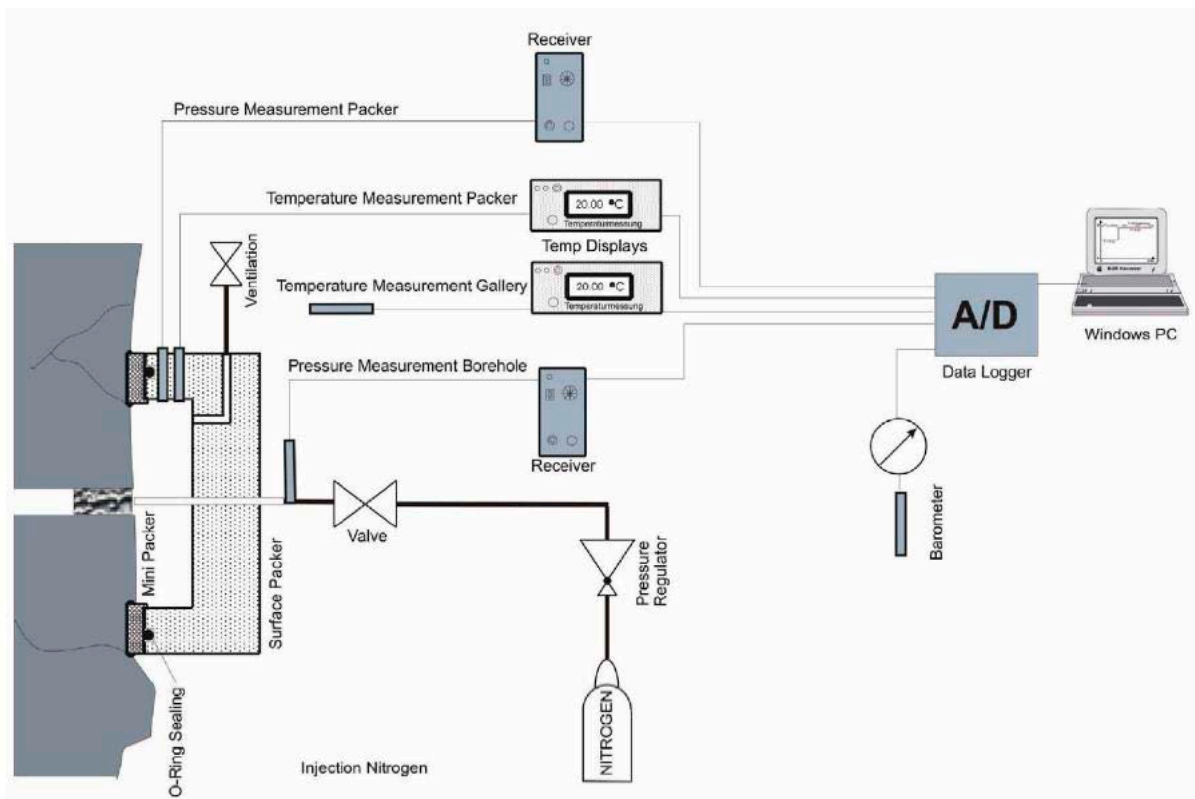 Receiver
Pressure Measurement Packer
Temperature Measurement Packer
20.00 °C
Temperaturmessung
Temp Displays
Ventilation
Temperature Measurement Gallery
20.00 °C
Temperaturmessung
A/D
Data Logger
Windows PC
Pressure Measurement Borehole
Receiver
Valve
Barometer
Mini Packer
Surface Packer
Pressure
Regulator
O-Ring Sealing
NITROGEN
Injection Nitrogen